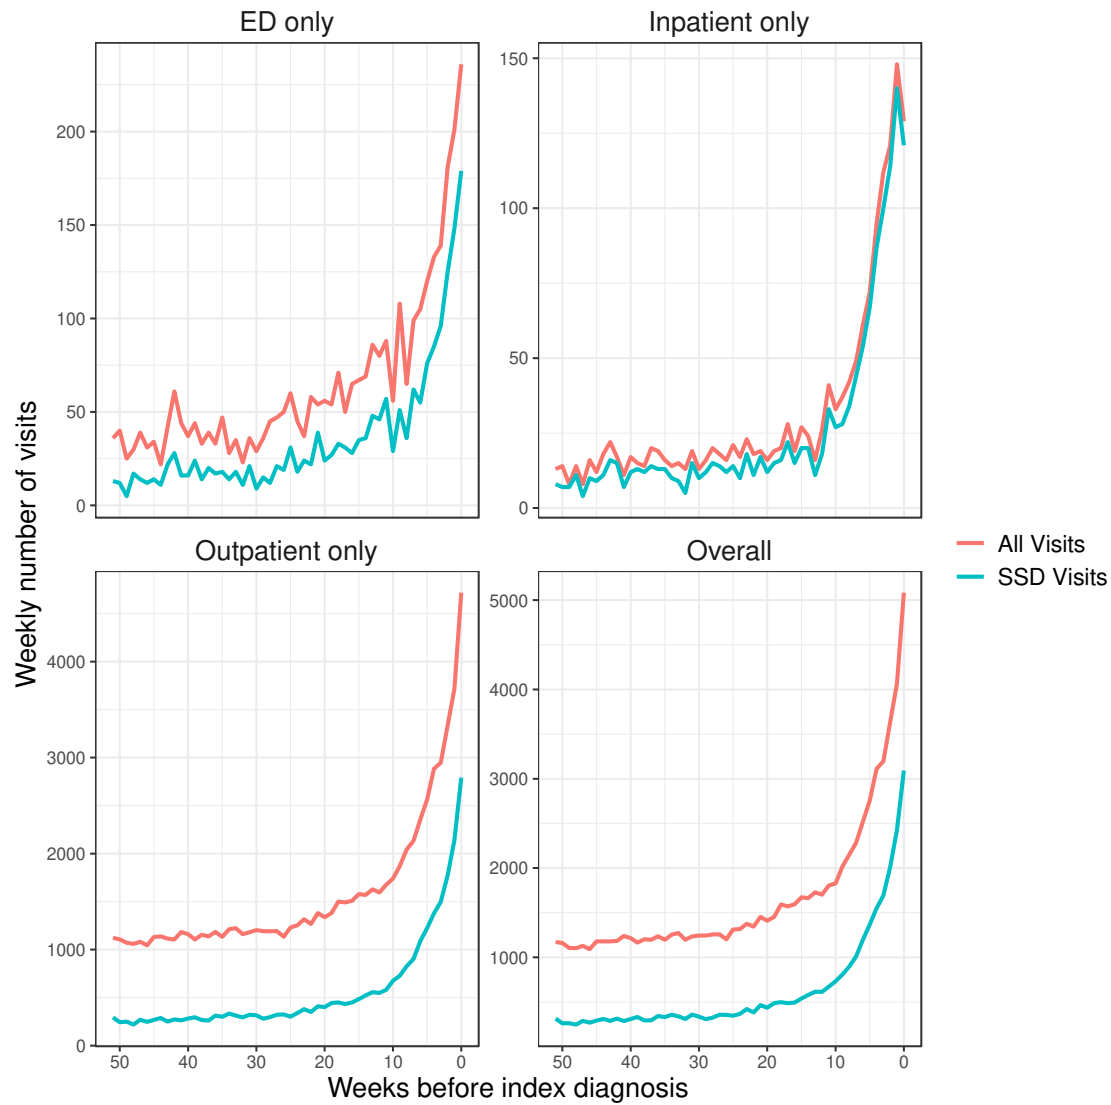 ED only
Inpatient only
200
150
100
50
0
150
100
50
0
Weekly number of visits
All Visits
SSD Visits
Outpatient only
Overall
4000
3000
2000
1000
0
5000
4000
3000
2000
1000
50 40 30 20 10 0
50 40 30 20 10 0
Weeks before index diagnosis